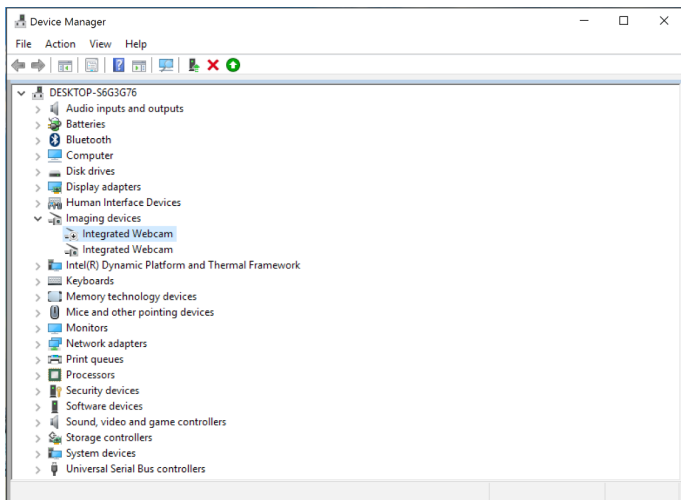 Device Manager
File Action View Help
DESKTOP-S6G3G76
Audio inputs and outputs
Batteries
Bluetooth
Computer
Disk drives
Display adapters
Human Interface Devices
Imaging devices
Integrated Webcam
Integrated Webcam
Intel(R) Dynamic Platform and Thermal Framework
Keyboards
Memory technology devices
Mice and other pointing devices
Monitors
Network adapters
Print queues
Processors
Security devices
Software devices
Sound, video and game controllers
Storage controllers
System devices
Universal Serial Bus controllers